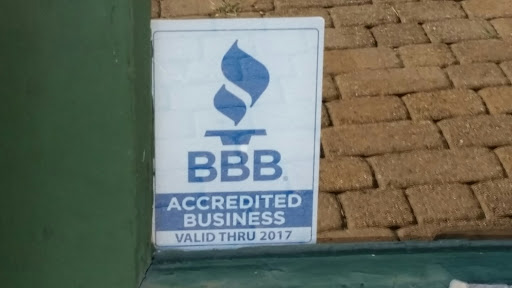 BBB.
ACCREDITED
BUSINESS
VALID THRU 2017